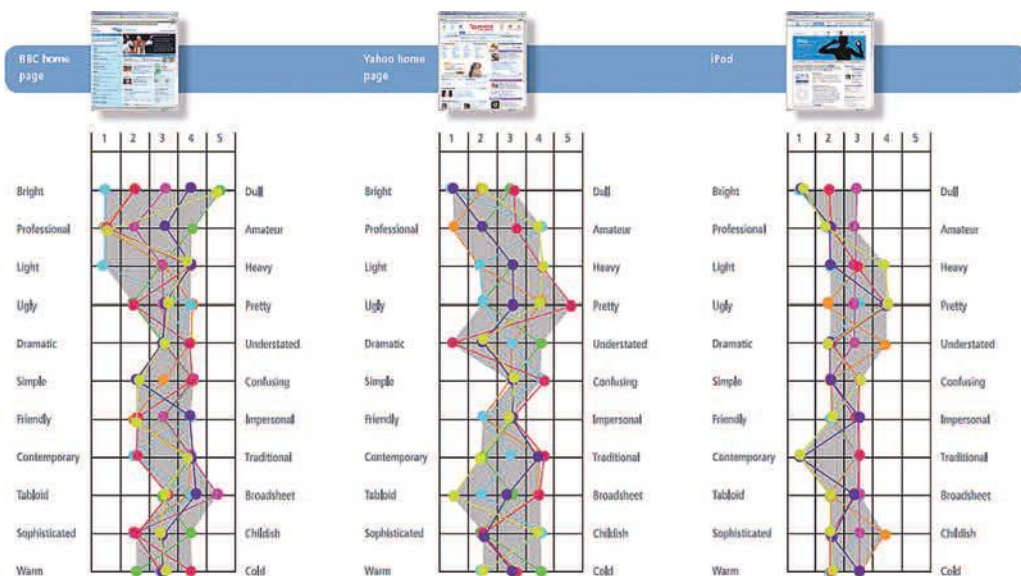 BBC home page
Yahoo home page
iPod
1 2 3 4 5
1 2 3 4 5
1 2 3 4 5
Bright Dull
Bright Dull
Bright Dull
Professional Amateur
Professional Amateur
Professional Amateur
Light Heavy
Light Heavy
Light Heavy
Ugly Pretty
Ugly Pretty
Ugly Pretty
Dramatic Understated
Dramatic Understated
Dramatic Understated
Simple Confusing
Simple Confusing
Simple Confusing
Friendly Impersonal
Friendly Impersonal
Friendly Impersonal
Contemporary Traditional
Contemporary Traditional
Contemporary Traditional
Tabloid Broadsheet
Tabloid Broadsheet
Tabloid Broadsheet
Sophisticated Childish
Sophisticated Childish
Sophisticated Childish
Warm Cold
Warm Cold
Warm Cold